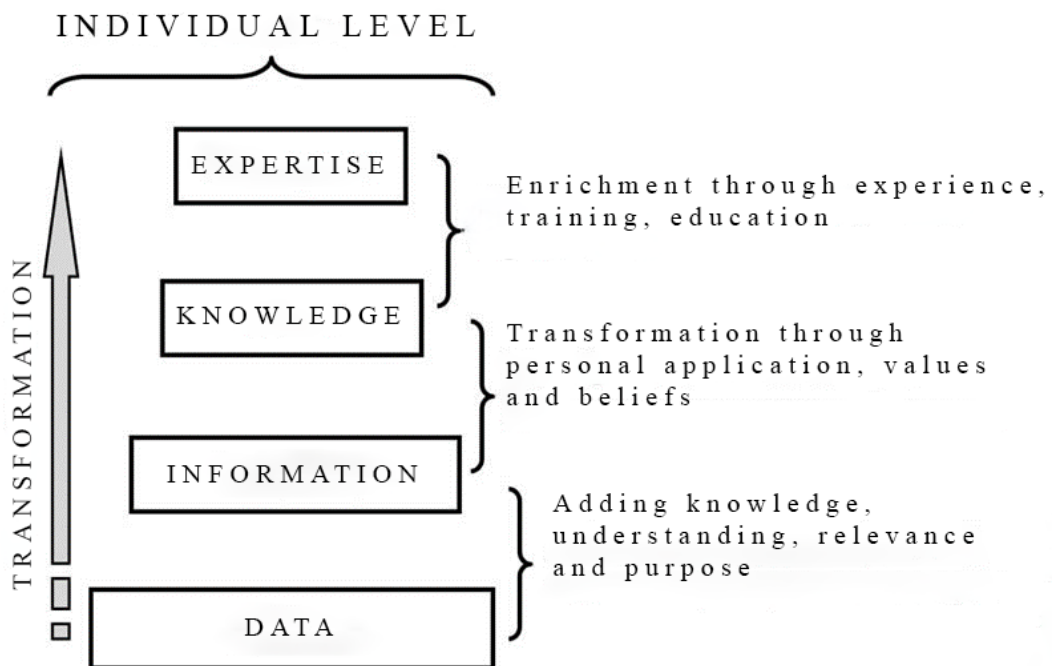 INDIVIDUAL LEVEL
EXPERTISE
Enrichment through experience,
training, education
KNOWLEDGE
Transformation through
personal application, values
and beliefs
INFORMATION
Adding knowledge,
understanding, relevance
and purpose
DATA
TRANSFORMATION